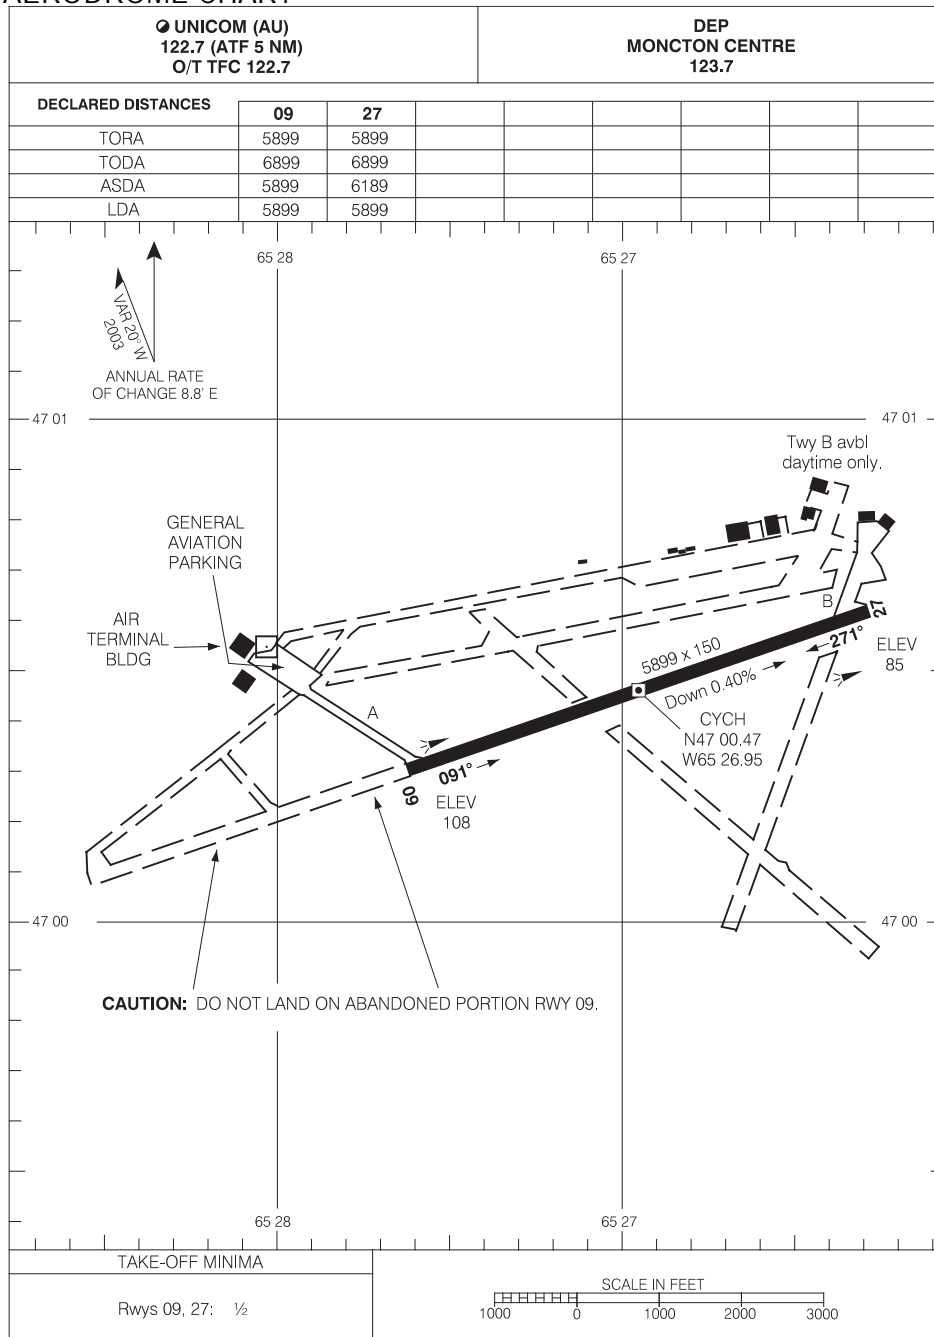 AERODROME CHART
UNICOM (AU)
122.7 (ATF 5 NM)
O/T TFC 122.7
DEP
MONCTON CENTRE
123.7
DECLARED DISTANCES 09 27
TORA 5899 5899
TODA 6899 6899
ASDA 5899 6189
LDA 5899 5899
65 28 65 27
VAR 20° W
2003
ANNUAL RATE
OF CHANGE 8.8' E
47 01 47 01
Twy B avbl
daytime only.
GENERAL
AVIATION
PARKING
AIR
TERMINAL
BLDG
B
27
271°
ELEV
85
5899 x 150
Down 0.40%
A
CYCH
N47 00.47
W65 26.95
091°
09
ELEV
108
47 00 47 00
CAUTION: DO NOT LAND ON ABANDONED PORTION RWY 09.
65 28 65 27
TAKE-OFF MINIMA
Rwys 09, 27: ½
SCALE IN FEET
1000 0 1000 2000 3000